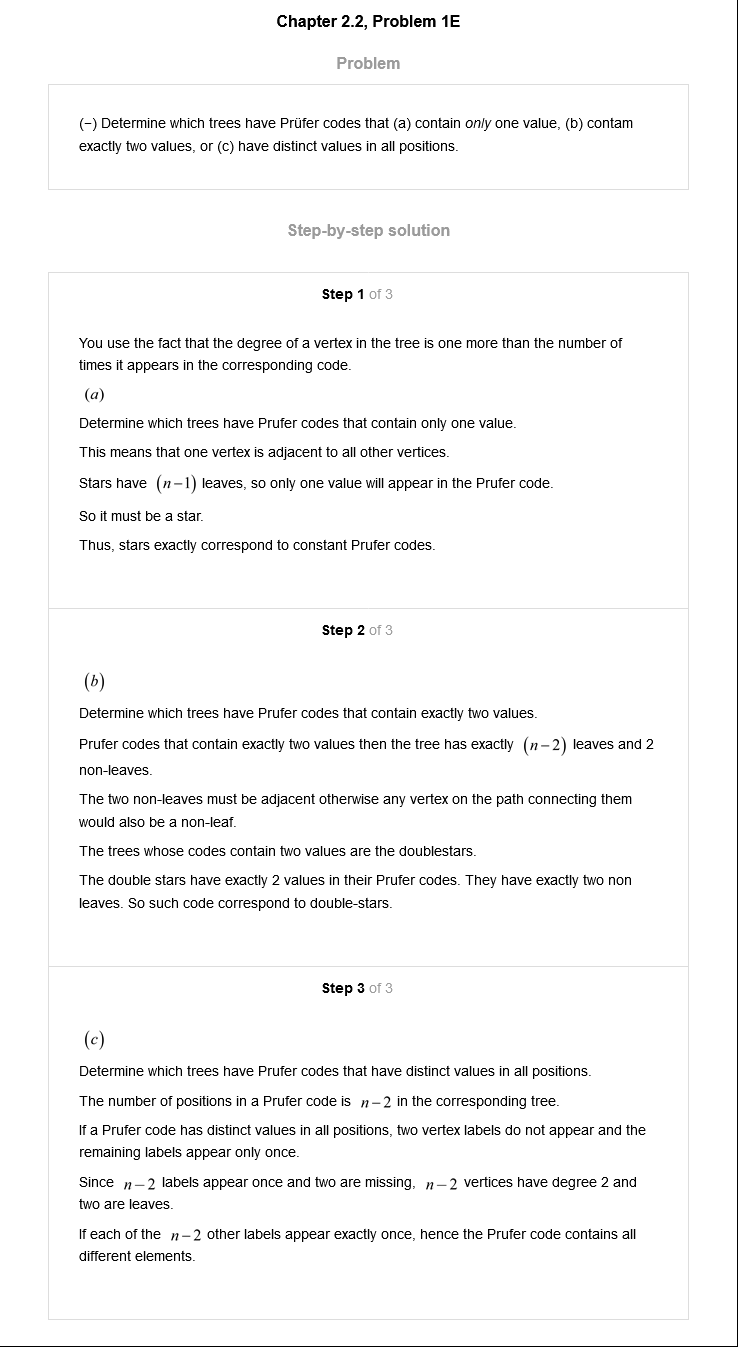 Chapter 2.2, Problem 1E
Problem
(−) Determine which trees have Prüfer codes that (a) contain only one value, (b) contam
exactly two values, or (c) have distinct values in all positions.
Step-by-step solution
Step 1 of 3
You use the fact that the degree of a vertex in the tree is one more than the number of
times it appears in the corresponding code.
(a)
Determine which trees have Prufer codes that contain only one value.
This means that one vertex is adjacent to all other vertices.
Stars have (n−1) leaves, so only one value will appear in the Prufer code.
So it must be a star.
Thus, stars exactly correspond to constant Prufer codes.
Step 2 of 3
(b)
Determine which trees have Prufer codes that contain exactly two values.
Prufer codes that contain exactly two values then the tree has exactly (n−2) leaves and 2
non-leaves.
The two non-leaves must be adjacent otherwise any vertex on the path connecting them
would also be a non-leaf.
The trees whose codes contain two values are the doublestars.
The double stars have exactly 2 values in their Prufer codes. They have exactly two non
leaves. So such code correspond to double-stars.
Step 3 of 3
(c)
Determine which trees have Prufer codes that have distinct values in all positions.
The number of positions in a Prufer code is n−2 in the corresponding tree.
If a Prufer code has distinct values in all positions, two vertex labels do not appear and the
remaining labels appear only once.
Since n−2 labels appear once and two are missing, n−2 vertices have degree 2 and
two are leaves.
If each of the n−2 other labels appear exactly once, hence the Prufer code contains all
different elements.